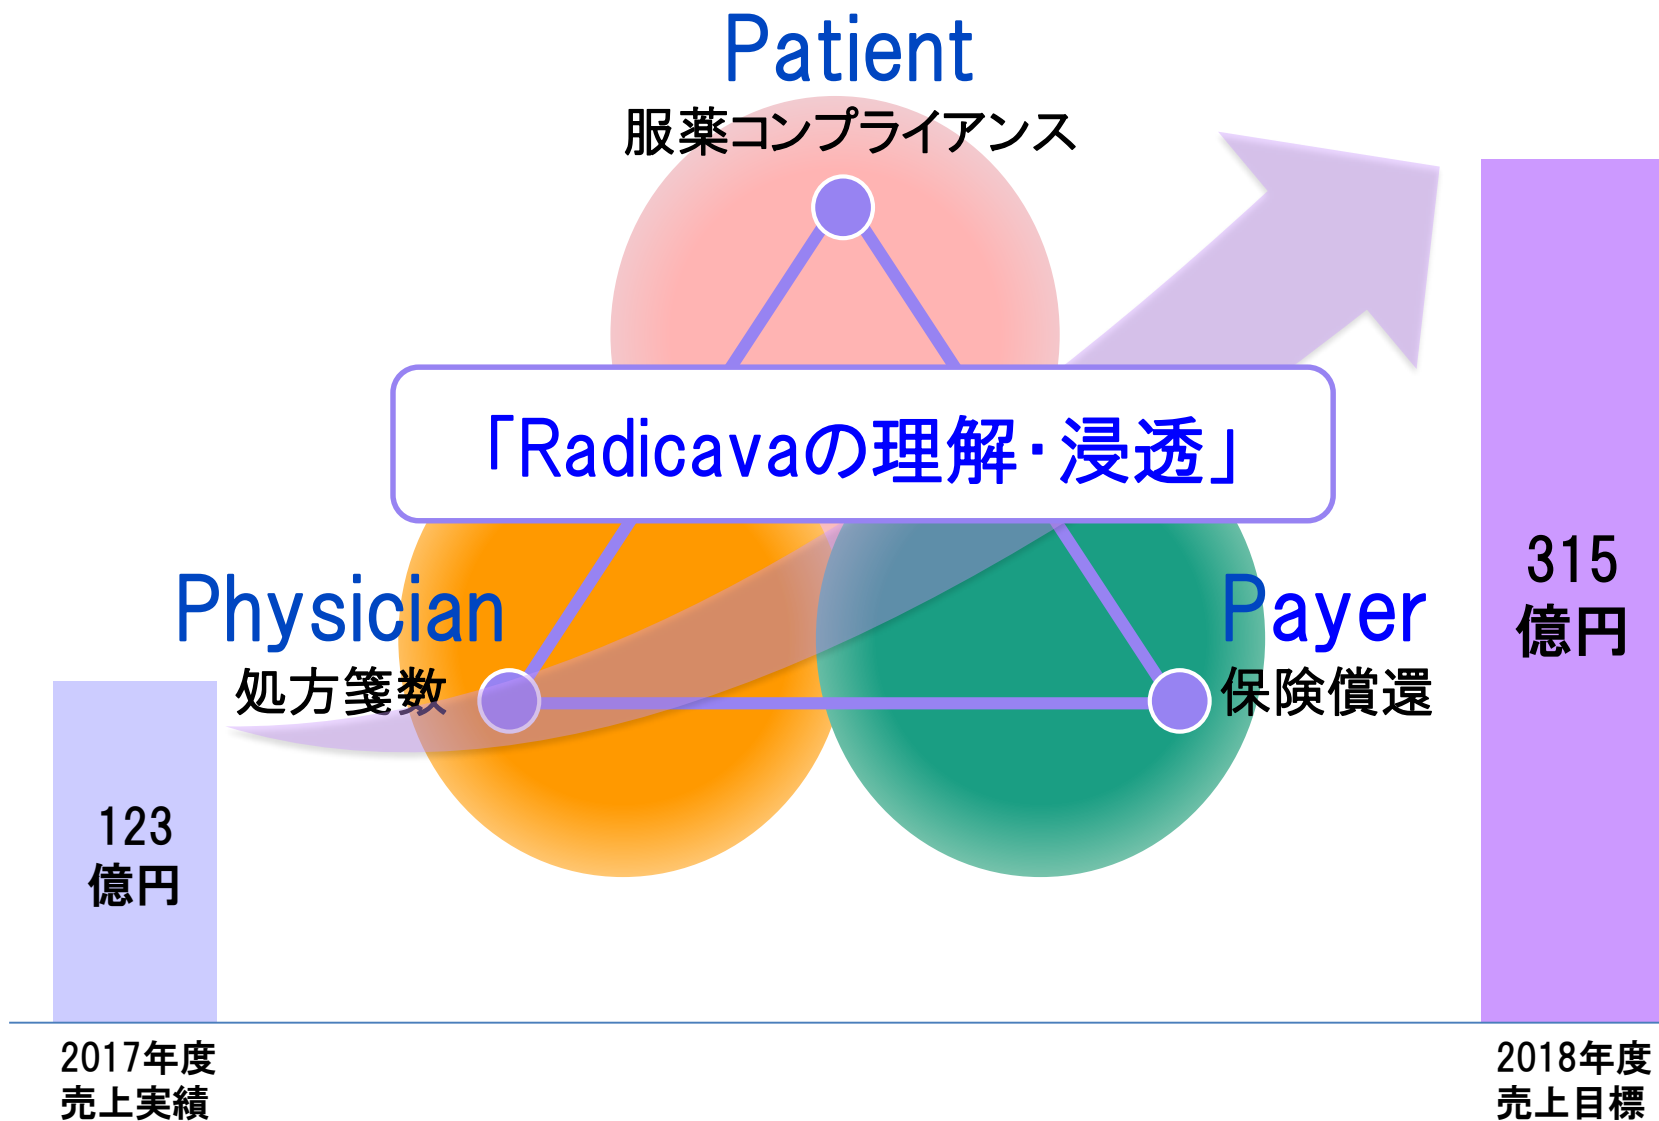 Patient
服薬コンプライアンス
「Radicavaの理解・浸透」
Physician
処方箋数
Payer
保険償還
123
億円
315
億円
2017年度
売上実績
2018年度
売上目標